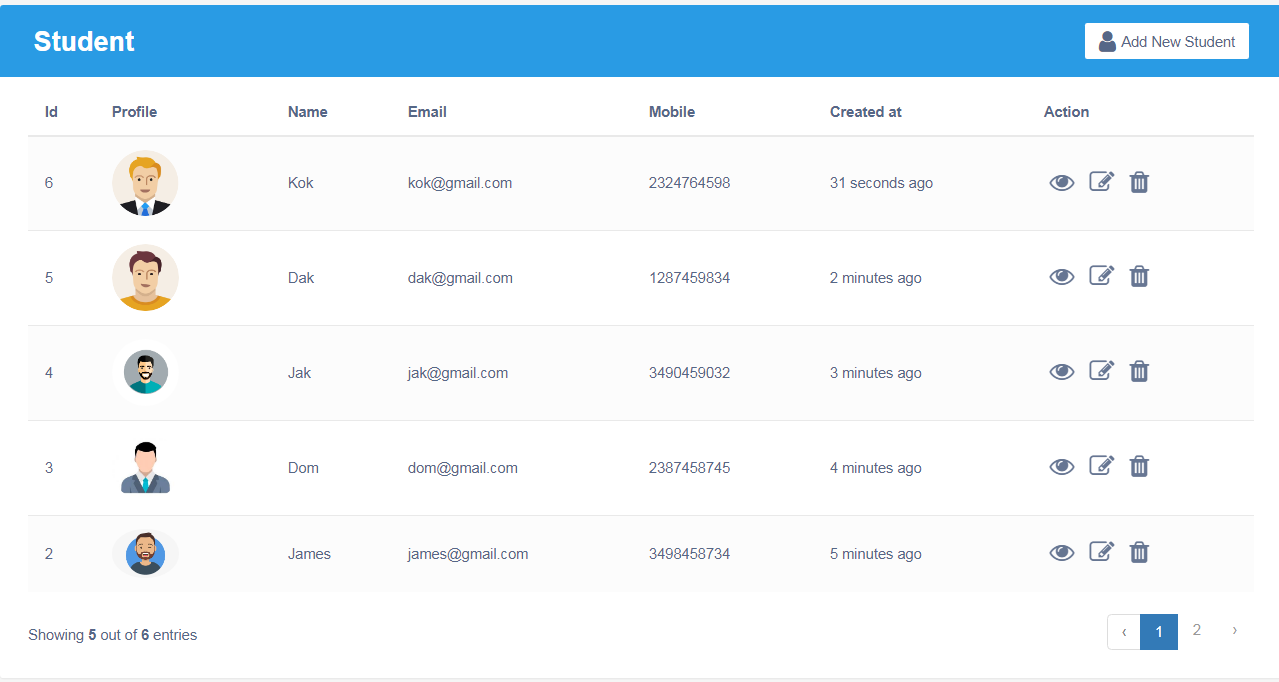 Student
Add New Student
Id Profile Name Email Mobile Created at Action
6 Kok kok@gmail.com 2324764598 31 seconds ago
5 Dak dak@gmail.com 1287459834 2 minutes ago
4 Jak jak@gmail.com 3490459032 3 minutes ago
3 Dom dom@gmail.com 2387458745 4 minutes ago
2 James james@gmail.com 3498458734 5 minutes ago
Showing 5 out of 6 entries
‹ 1 2 ›